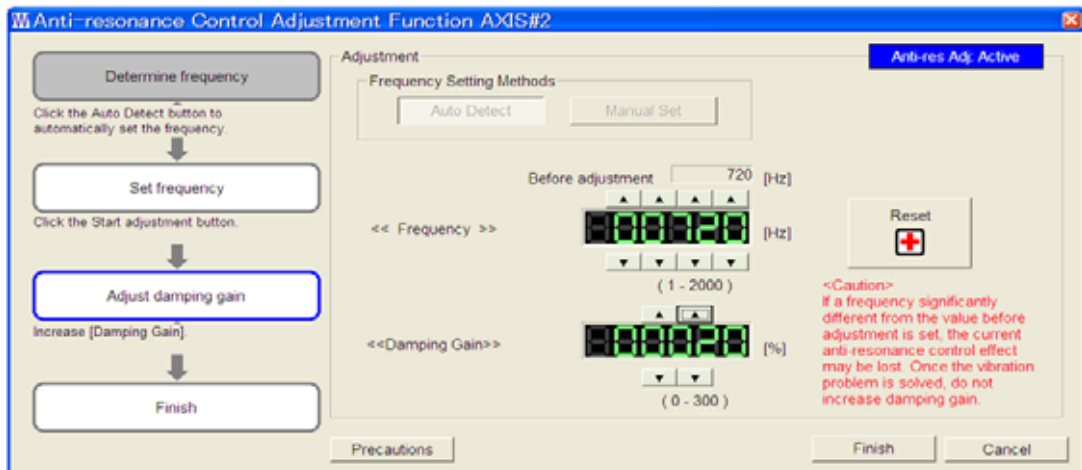 Anti-resonance Control Adjustment Function AXIS#2
Determine frequency
Click the Auto Detect button to
automatically set the frequency.
Set frequency
Click the Start adjustment button.
Adjust damping gain
Increase [Damping Gain].
Finish
Adjustment
Anti-res Adj: Active
Frequency Setting Methods
Auto Detect
Manual Set
Before adjustment 720 [Hz]
<< Frequency >> 00720 [Hz]
( 1 - 2000 )
<<Damping Gain>> 00020 [%]
( 0 - 300 )
Reset
<Caution>
If a frequency significantly
different from the value before
adjustment is set, the current
anti-resonance control effect
may be lost. Once the vibration
problem is solved, do not
increase damping gain.
Precautions
Finish
Cancel